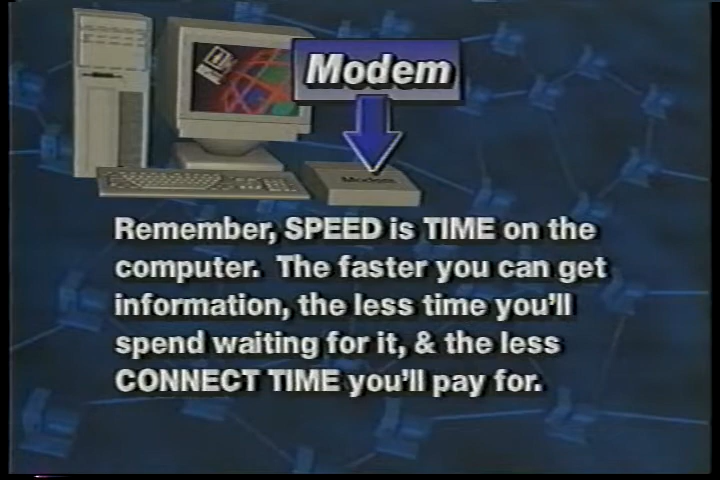 Modem
Modem
Remember, SPEED is TIME on the
computer. The faster you can get
information, the less time you'll
spend waiting for it, & the less
CONNECT TIME you'll pay for.